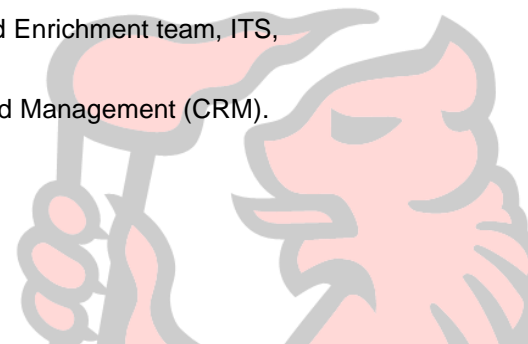 d Enrichment team, ITS,
d Management (CRM).